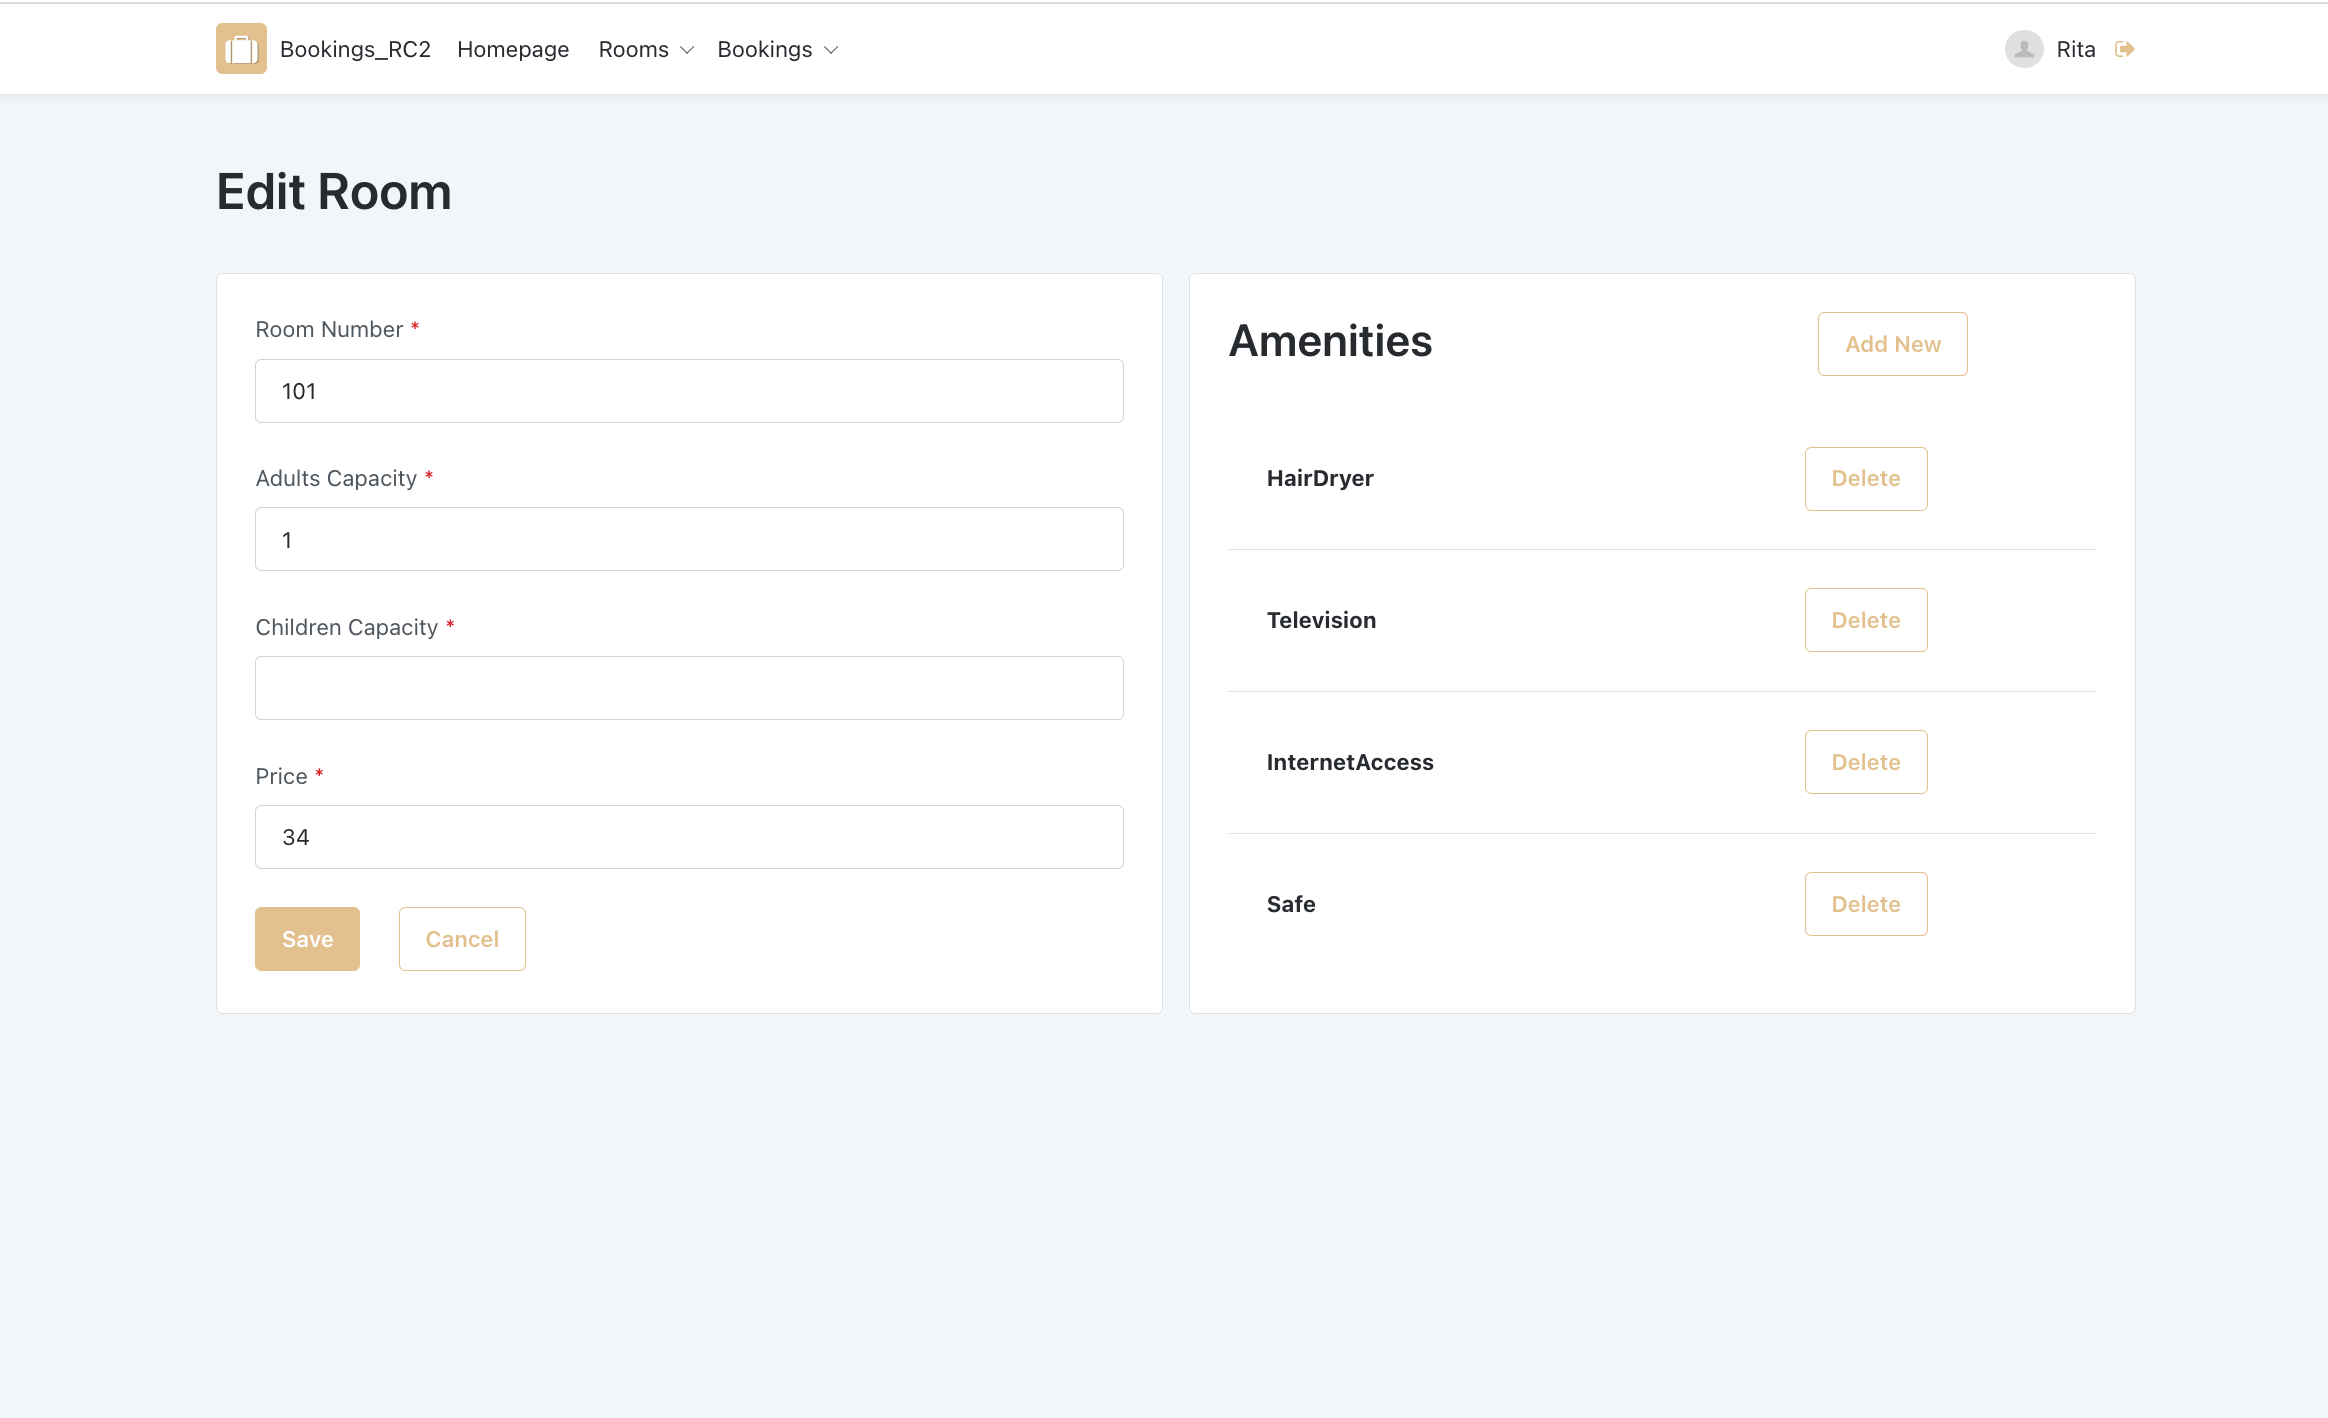 Bookings_RC2 Homepage Rooms Bookings Rita
Edit Room
Room Number *
101
Adults Capacity *
1
Children Capacity *
Price *
34
Save Cancel
Amenities Add New
HairDryer Delete
Television Delete
InternetAccess Delete
Safe Delete